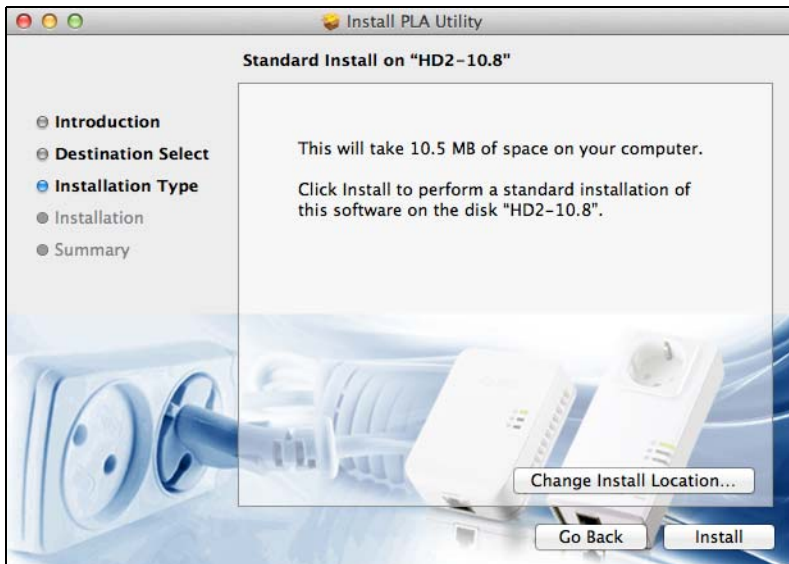 Install PLA Utility
Standard Install on “HD2-10.8”
Introduction
Destination Select
Installation Type
Installation
Summary
This will take 10.5 MB of space on your computer.
Click Install to perform a standard installation of
this software on the disk “HD2-10.8”.
Change Install Location...
Go Back
Install